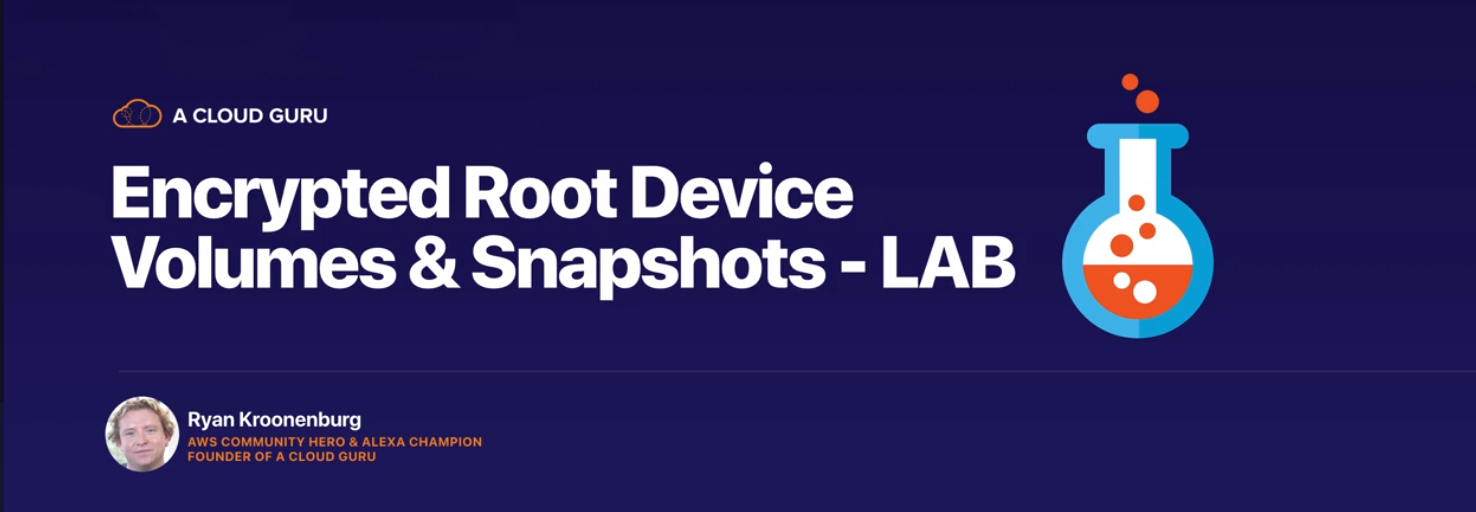 A CLOUD GURU
Encrypted Root Device
Volumes & Snapshots - LAB
Ryan Kroonenburg
AWS COMMUNITY HERO & ALEXA CHAMPION
FOUNDER OF A CLOUD GURU